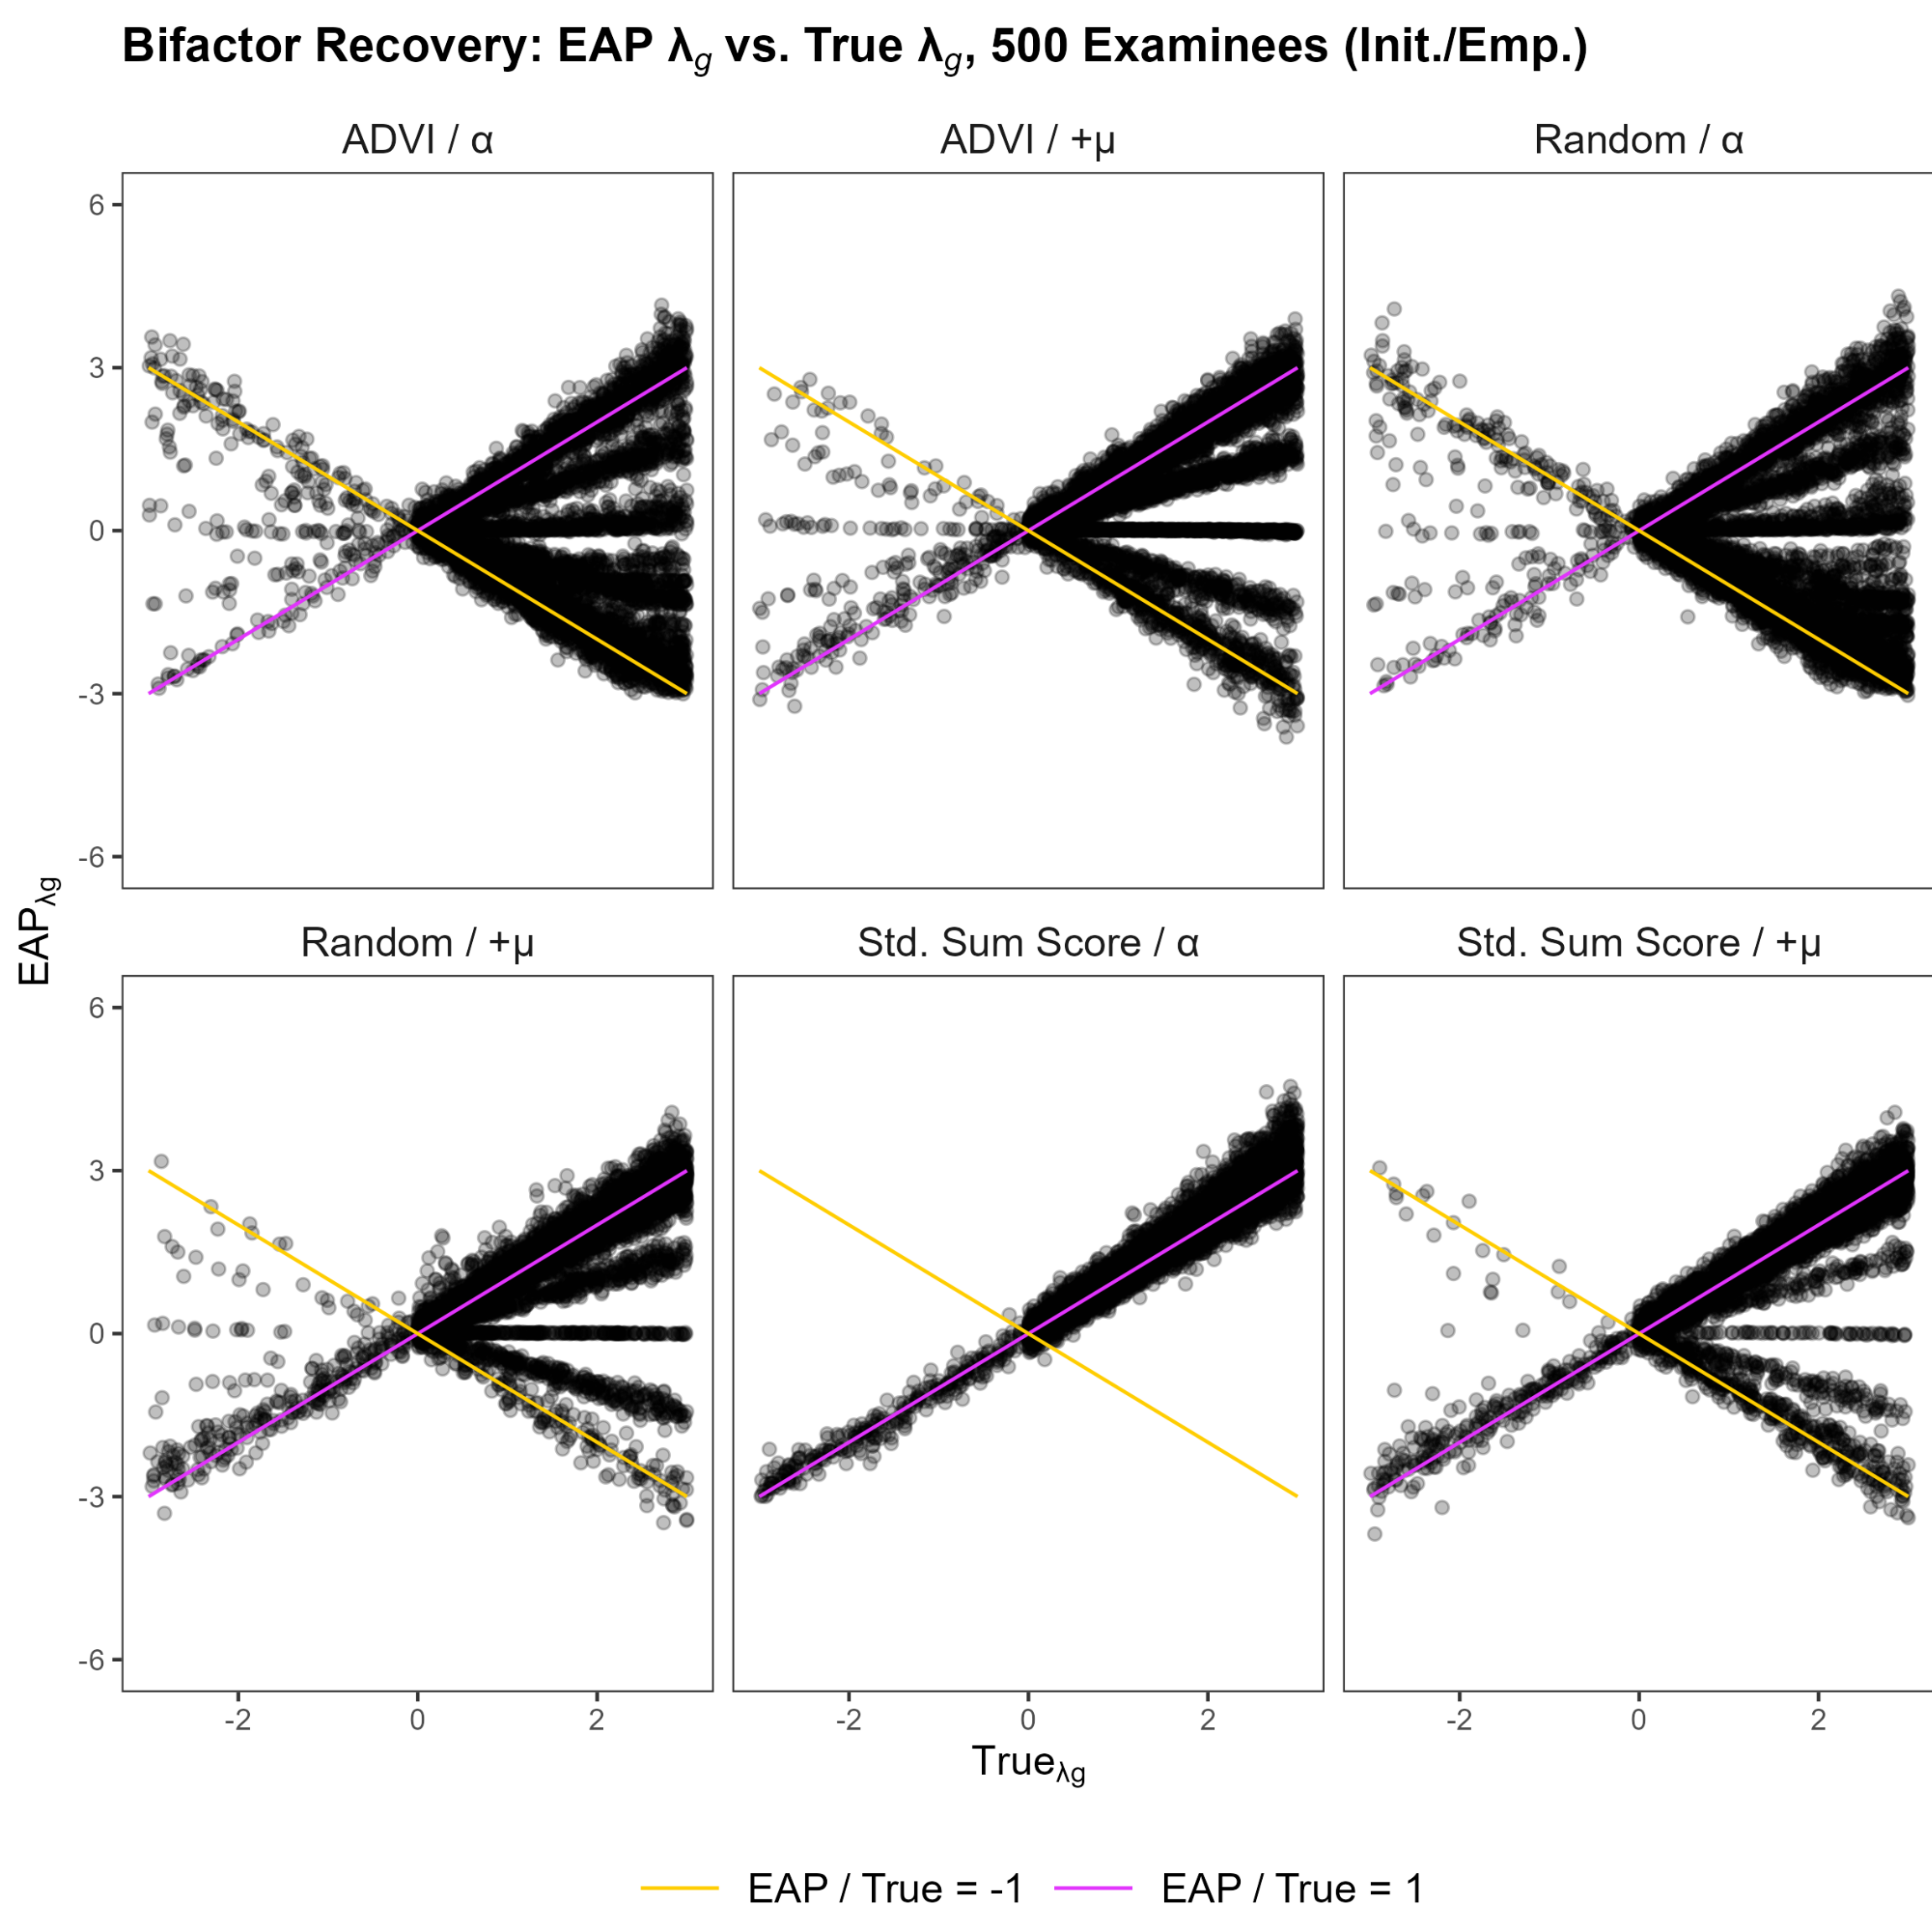 Bifactor Recovery: EAP λg vs. True λg, 500 Examinees (Init./Emp.)
ADVI / α
ADVI / +μ
Random / α
6
3
0
-3
-6
EAPλg
Random / +μ
Std. Sum Score / α
Std. Sum Score / +μ
6
3
0
-3
-6
-2
0
2
-2
0
2
-2
0
2
Trueλg
EAP / True = -1
EAP / True = 1